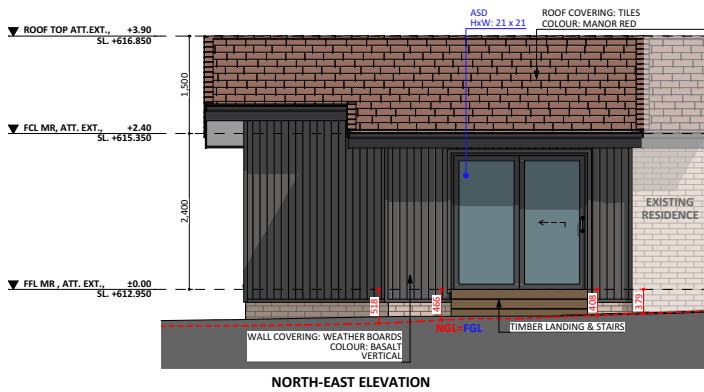 ASD
HxW: 21 x 21
ROOF COVERING: TILES
COLOUR: MANOR RED
ROOF TOP ATT.EXT., +3.90
SL. +616.850
1,500
FCL MR, ATT. EXT., +2.40
SL. +615.350
2,400
EXISTING
RESIDENCE
FFL MR , ATT. EXT., ±0.00
SL. +612.950
518
466
408
379
NGL=FGL
TIMBER LANDING & STAIRS
WALL COVERING: WEATHER BOARDS
COLOUR: BASALT
VERTICAL
NORTH-EAST ELEVATION